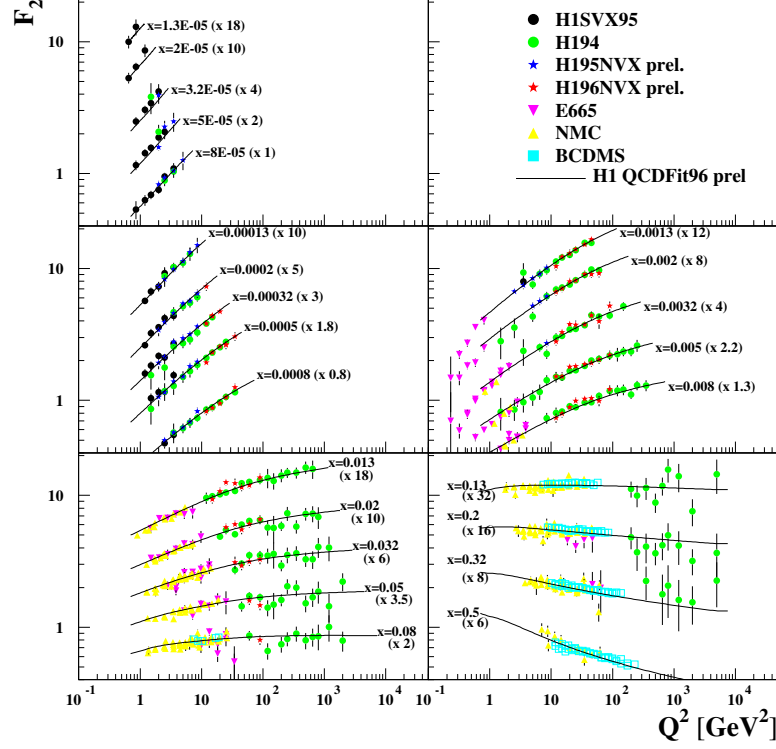 F₂
x=1.3E-05 (x 18)
x=2E-05 (x 10)
x=3.2E-05 (x 4)
x=5E-05 (x 2)
x=8E-05 (x 1)
10
1
H1SVX95
H194
H195NVX prel.
H196NVX prel.
E665
NMC
BCDMS
H1 QCDFit96 prel
x=0.00013 (x 10)
x=0.0002 (x 5)
x=0.00032 (x 3)
x=0.0005 (x 1.8)
x=0.0008 (x 0.8)
10
1
x=0.0013 (x 12)
x=0.002 (x 8)
x=0.0032 (x 4)
x=0.005 (x 2.2)
x=0.008 (x 1.3)
x=0.013
(x 18)
x=0.02
(x 10)
x=0.032
(x 6)
x=0.05
(x 3.5)
x=0.08
(x 2)
10
1
x=0.13
(x 32)
x=0.2
(x 16)
x=0.32
(x 8)
x=0.5
(x 6)
10⁻¹ 1 10 10² 10³ 10⁴ 10⁻¹ 1 10 10² 10³ 10⁴
Q² [GeV²]